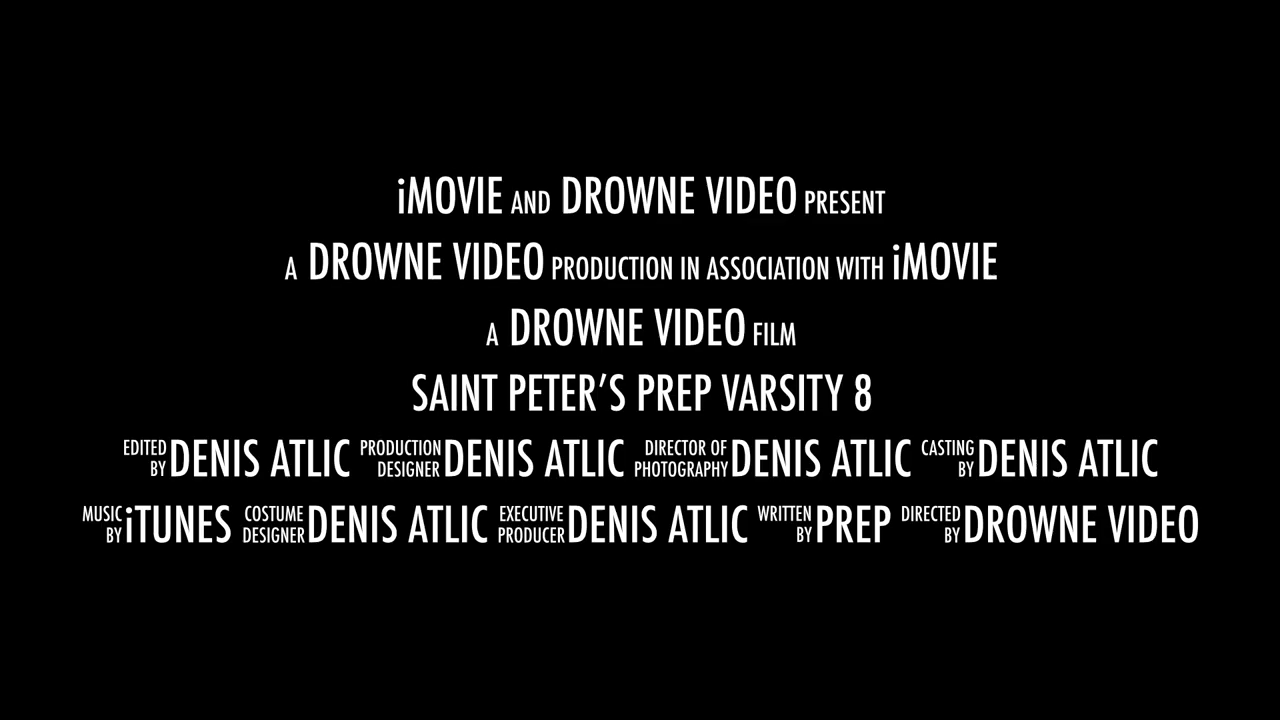 iMOVIE AND DROWNE VIDEO PRESENT
A DROWNE VIDEO PRODUCTION IN ASSOCIATION WITH iMOVIE
A DROWNE VIDEO FILM
SAINT PETER’S PREP VARSITY 8
EDITED BY DENIS ATLIC PRODUCTION DESIGNER DENIS ATLIC DIRECTOR OF PHOTOGRAPHY DENIS ATLIC CASTING BY DENIS ATLIC
MUSIC BY iTUNES COSTUME DESIGNER DENIS ATLIC EXECUTIVE PRODUCER DENIS ATLIC WRITTEN BY PREP DIRECTED BY DROWNE VIDEO